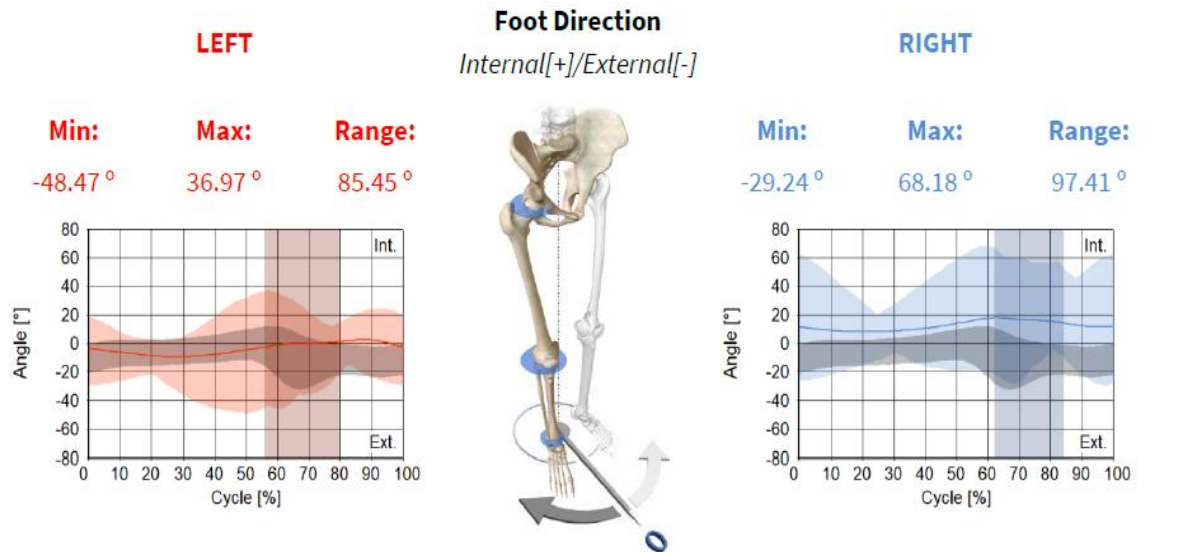 Foot Direction
Internal[+]/External[-]
LEFT
Min: Max: Range:
-48.47 º 36.97 º 85.45 º
80
60
40
20
0
-20
-40
-60
-80
Angle [°]
Int.
Ext.
0 10 20 30 40 50 60 70 80 90 100
Cycle [%]
RIGHT
Min: Max: Range:
-29.24 º 68.18 º 97.41 º
80
60
40
20
0
-20
-40
-60
-80
Angle [°]
Int.
Ext.
0 10 20 30 40 50 60 70 80 90 100
Cycle [%]